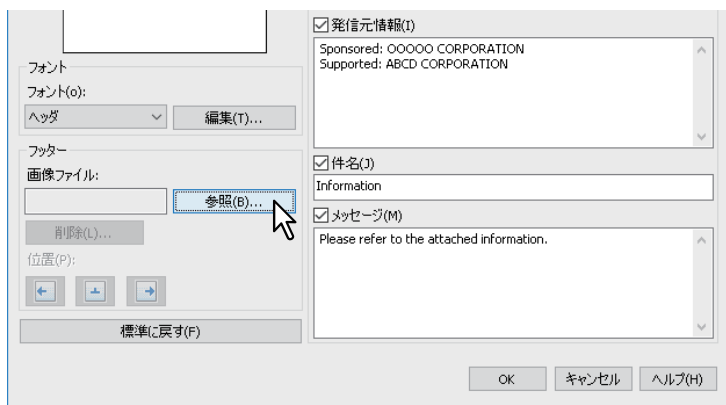 フォント
フォント(o):
ヘッダ
編集(T)...
フッター
画像ファイル:
参照(B)...
削除(L)...
位置(P):
標準に戻す(F)
発信元情報(I)
Sponsored: OOOOO CORPORATION
Supported: ABCD CORPORATION
件名(J)
Information
メッセージ(M)
Please refer to the attached information.
OK
キャンセル
ヘルプ(H)